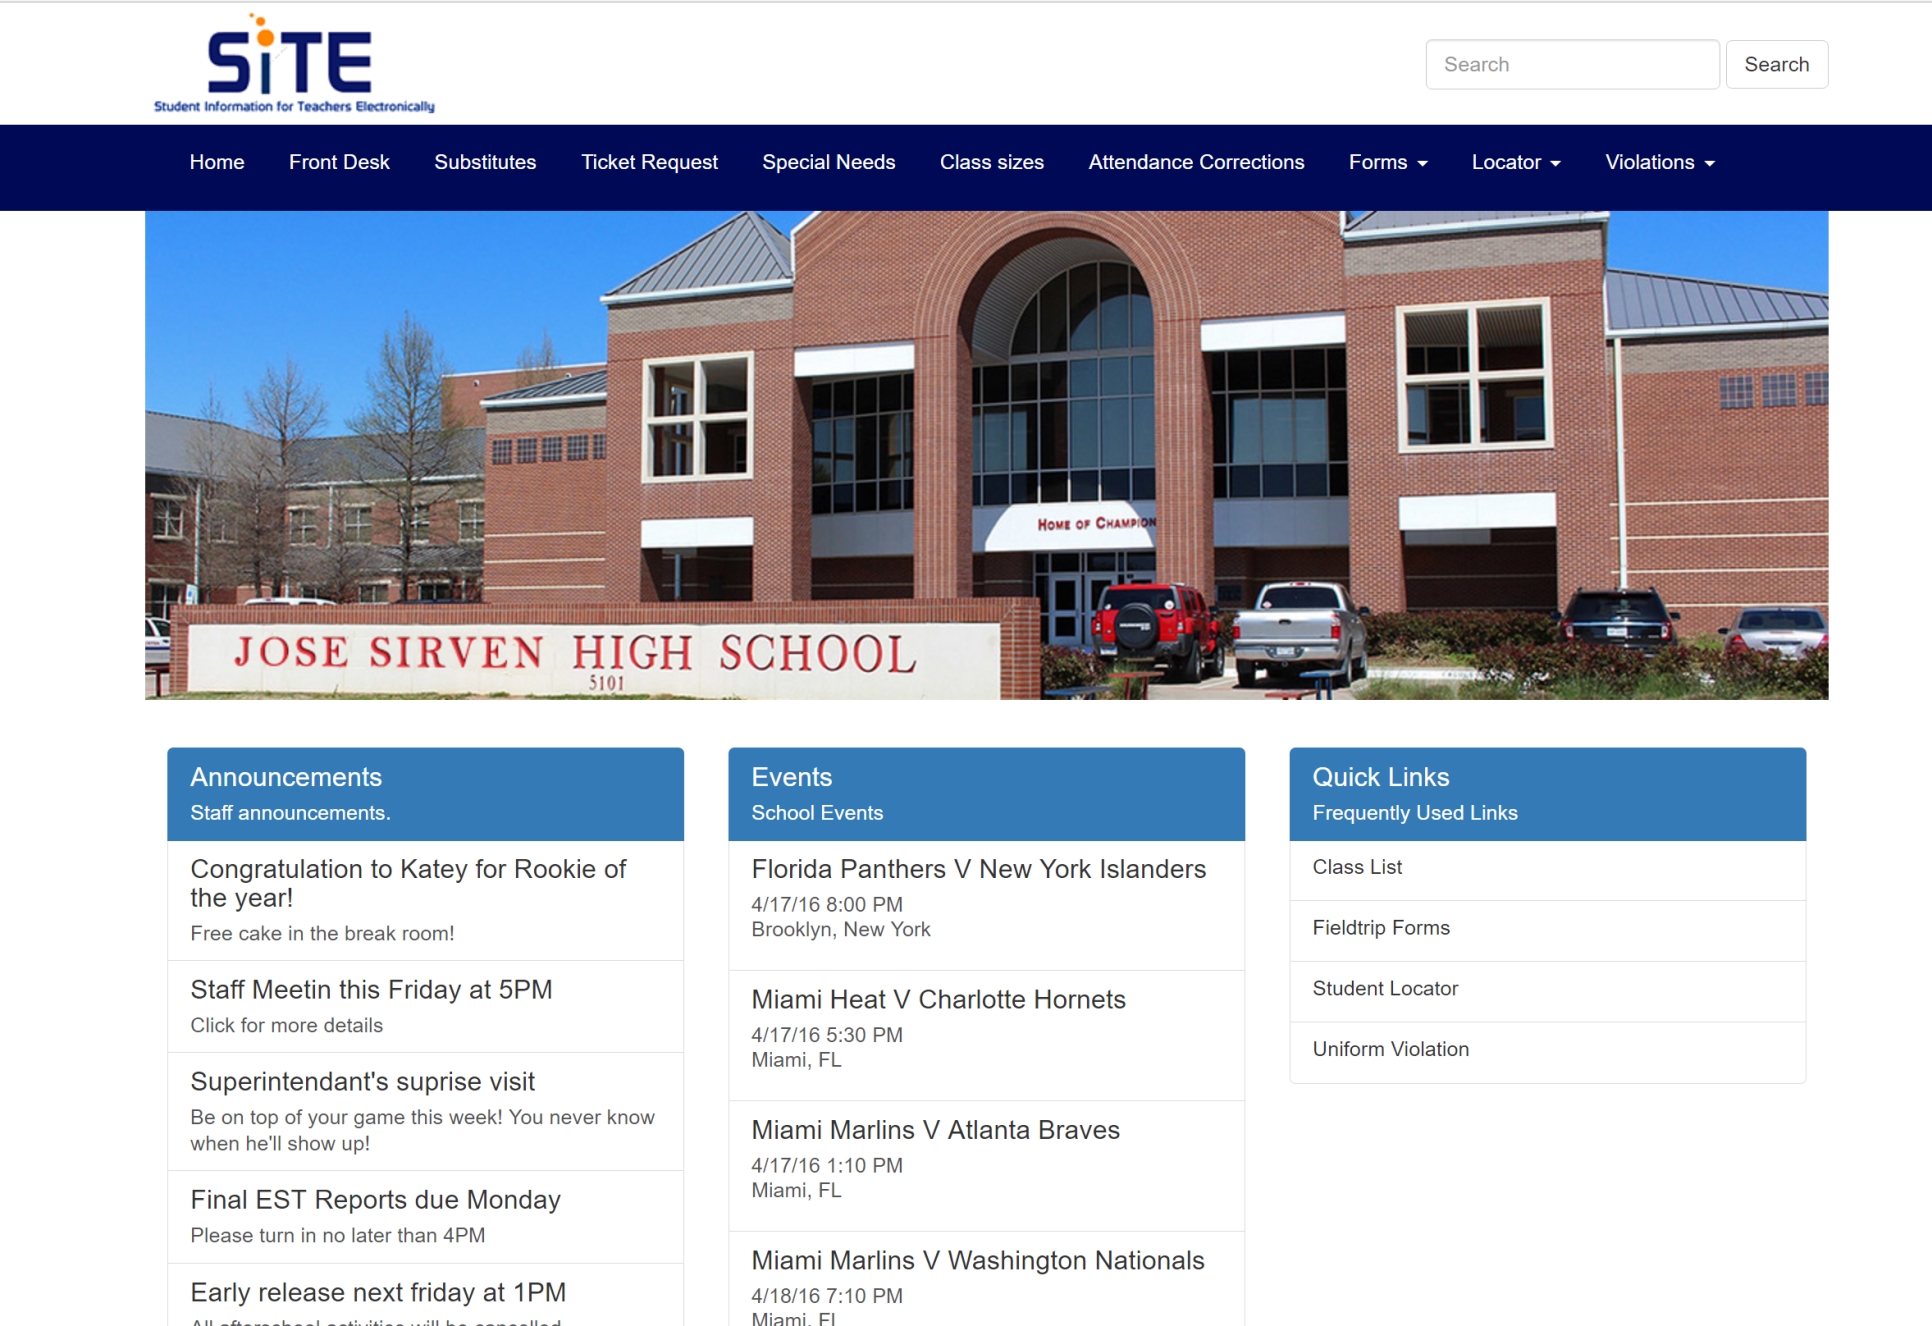 SiTE
Student Information for Teachers Electronically
Search
Search
Home
Front Desk
Substitutes
Ticket Request
Special Needs
Class sizes
Attendance Corrections
Forms
Locator
Violations
HOME OF CHAMPION
JOSE SIRVEN HIGH SCHOOL
5101
Announcements
Staff announcements.
Congratulation to Katey for Rookie of
the year!
Free cake in the break room!
Staff Meetin this Friday at 5PM
Click for more details
Superintendant's suprise visit
Be on top of your game this week! You never know
when he'll show up!
Final EST Reports due Monday
Please turn in no later than 4PM
Early release next friday at 1PM
All afterschool activities will be cancelled
Events
School Events
Florida Panthers V New York Islanders
4/17/16 8:00 PM
Brooklyn, New York
Miami Heat V Charlotte Hornets
4/17/16 5:30 PM
Miami, FL
Miami Marlins V Atlanta Braves
4/17/16 1:10 PM
Miami, FL
Miami Marlins V Washington Nationals
4/18/16 7:10 PM
Miami, FL
Quick Links
Frequently Used Links
Class List
Fieldtrip Forms
Student Locator
Uniform Violation